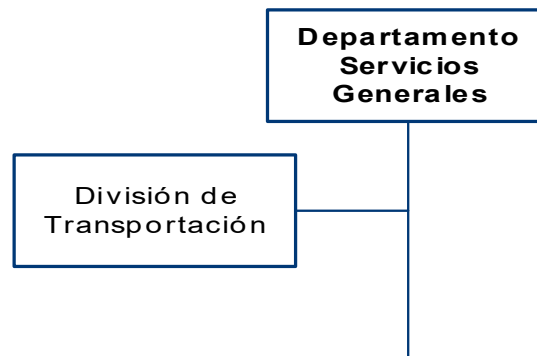 Departamento
Servicios
Generales
División de
Transportación